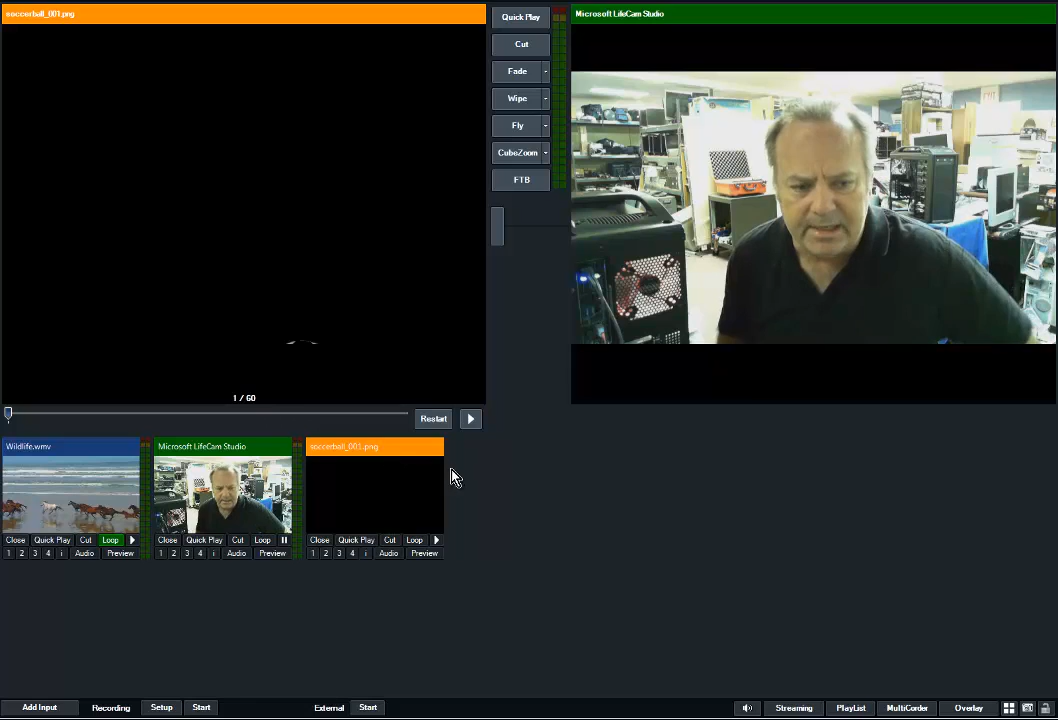 soccerball_001.png
Quick Play
Microsoft LifeCam Studio
Cut
Fade
Wipe
Fly
CubeZoom
FTB
1 / 60
Restart
Wildlife.wmv
Microsoft LifeCam Studio
soccerball_001.png
Close Quick Play Cut Loop
Close Quick Play Cut Loop
Close Quick Play Cut Loop
1 2 3 4 i Audio Preview
1 2 3 4 i Audio Preview
1 2 3 4 i Audio Preview
Add Input Recording Setup Start External Start Streaming PlayList MultiCorder Overlay